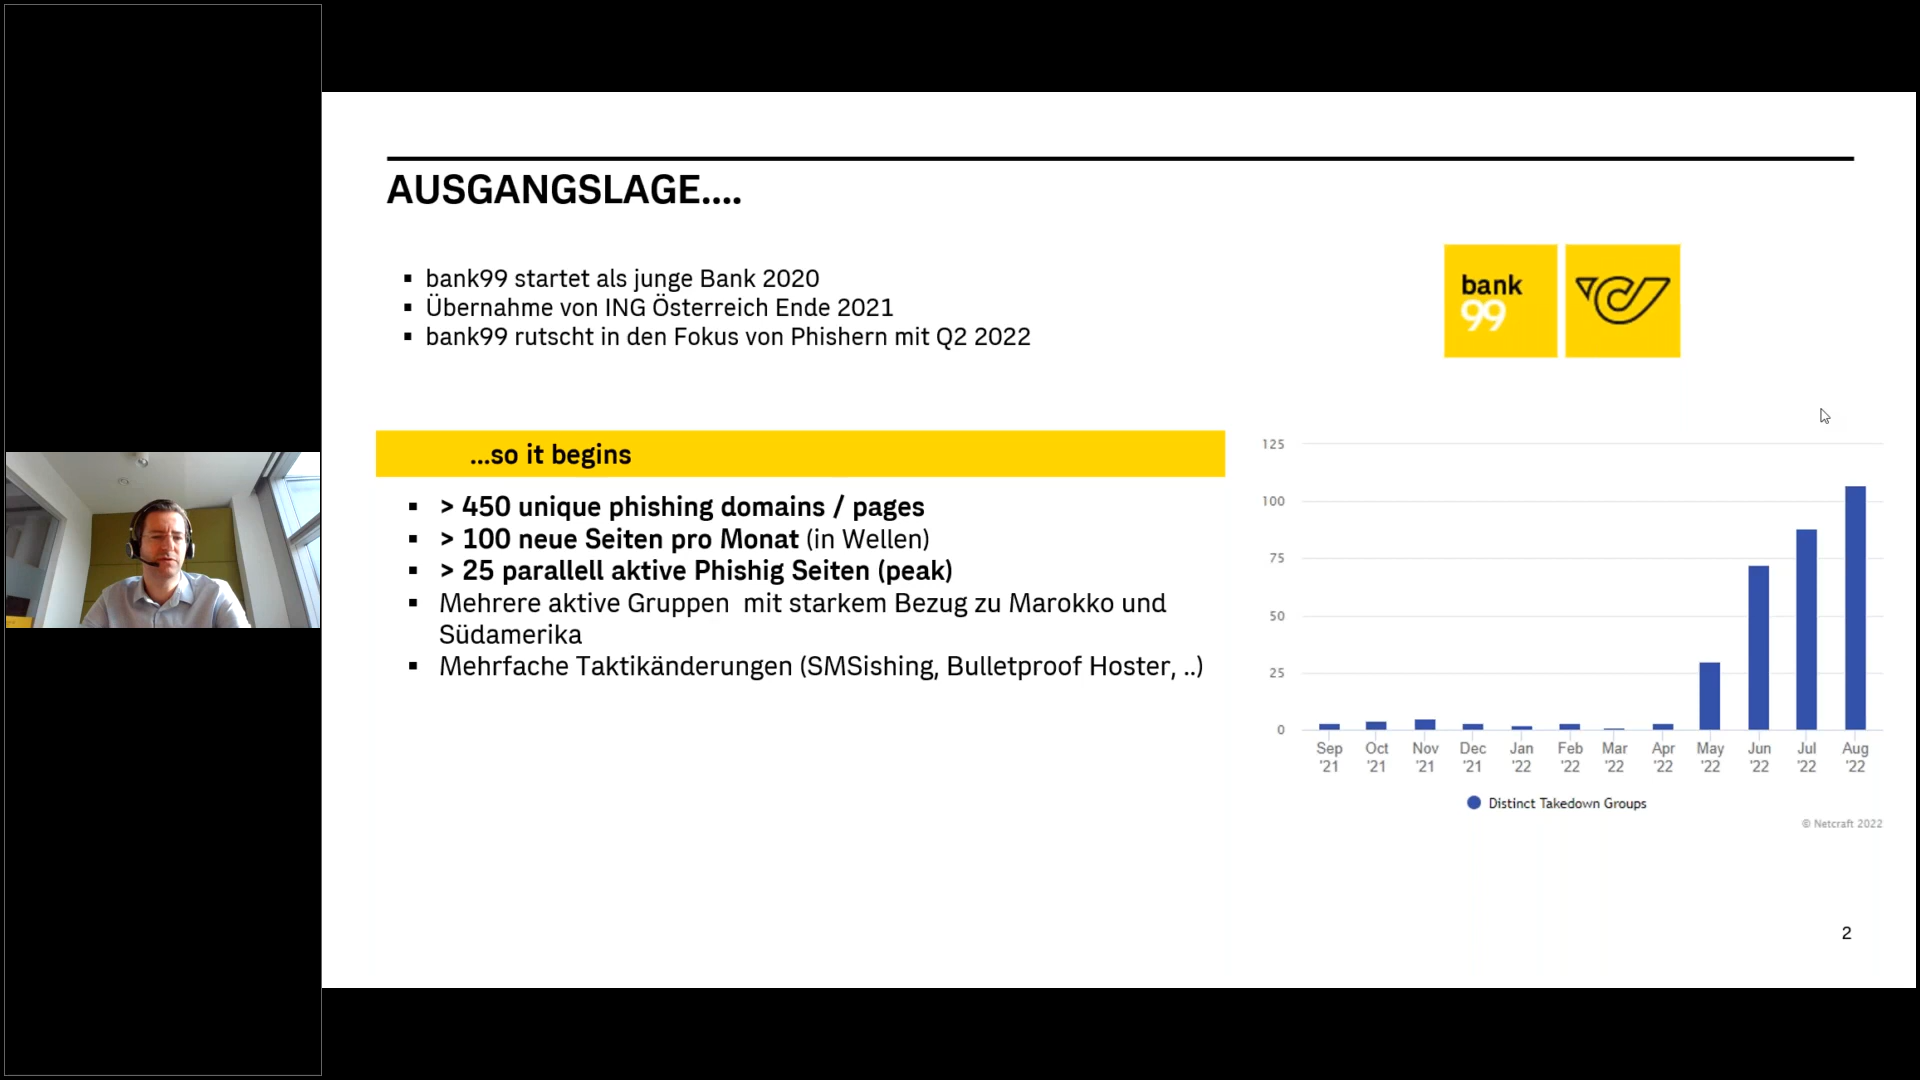 AUSGANGSLAGE....
▪ bank99 startet als junge Bank 2020
▪ Übernahme von ING Österreich Ende 2021
▪ bank99 rutscht in den Fokus von Phishern mit Q2 2022
bank
99
...so it begins
▪ > 450 unique phishing domains / pages
▪ > 100 neue Seiten pro Monat (in Wellen)
▪ > 25 parallell aktive Phishig Seiten (peak)
▪ Mehrere aktive Gruppen  mit starkem Bezug zu Marokko und
Südamerika
▪ Mehrfache Taktikänderungen (SMSishing, Bulletproof Hoster, ..)
125
100
75
50
25
0
Sep Oct Nov Dec Jan Feb Mar Apr May Jun Jul Aug
'21 '21 '21 '21 '22 '22 '22 '22 '22 '22 '22 '22
Distinct Takedown Groups
© Netcraft 2022
2